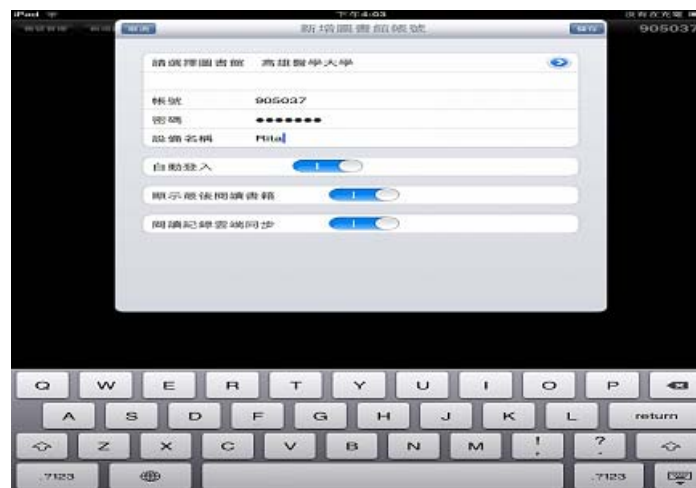 iPad 下午4:03 沒有在充電
取消 新增圖書館帳號 儲存 905037
請選擇圖書館 高雄醫學大學
帳號 905037
密碼 •••••••
設備名稱 Rita
自動登入
顯示最後閱讀書籍
閱讀記錄雲端同步
Q W E R T Y U I O P
A S D F G H J K L return
Z X C V B N M ! , ? .
.?123 .?123